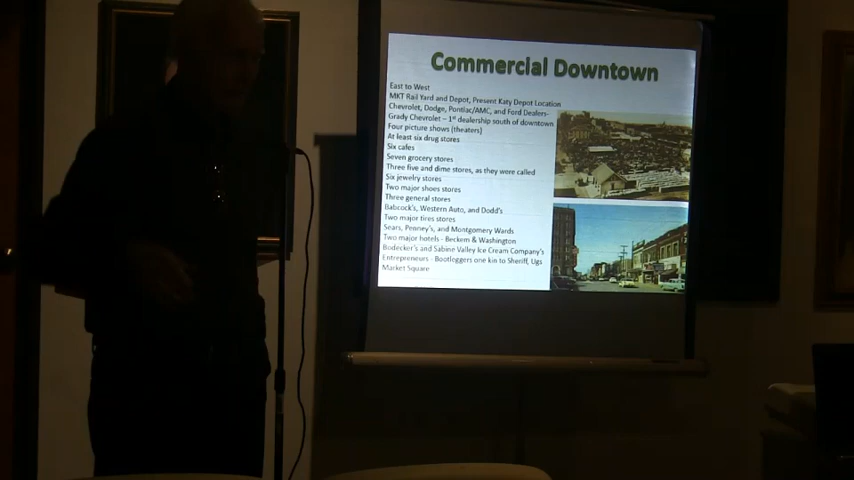 Commercial Downtown
East to West
MKT Rail Yard and Depot, Present Katy Depot Location
Chevrolet, Dodge, Pontiac/AMC, and Ford Dealers-
Grady Chevrolet – 1st dealership south of downtown
Four picture shows (theaters)
At least six drug stores
Six cafes
Seven grocery stores
Three five and dime stores, as they were called
Six jewelry stores
Two major shoes stores
Three general stores
Babcock's, Western Auto, and Dodd's
Two major tires stores
Sears, Penney's, and Montgomery Wards
Two major hotels - Beckem & Washington
Bodecker's and Sabine Valley Ice Cream Company's
Entrepreneurs - Bootleggers one kin to Sheriff, Ugs
Market Square